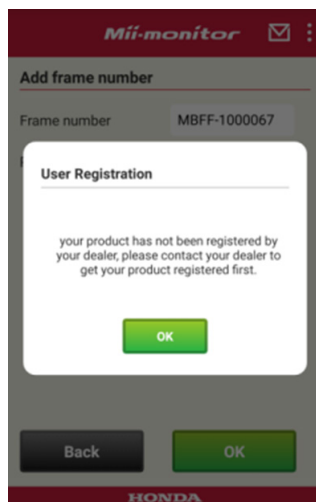 Mii-monitor
Add frame number
Frame number MBFF-1000067
User Registration
your product has not been registered by
your dealer, please contact your dealer to
get your product registered first.
OK
Back OK
HONDA